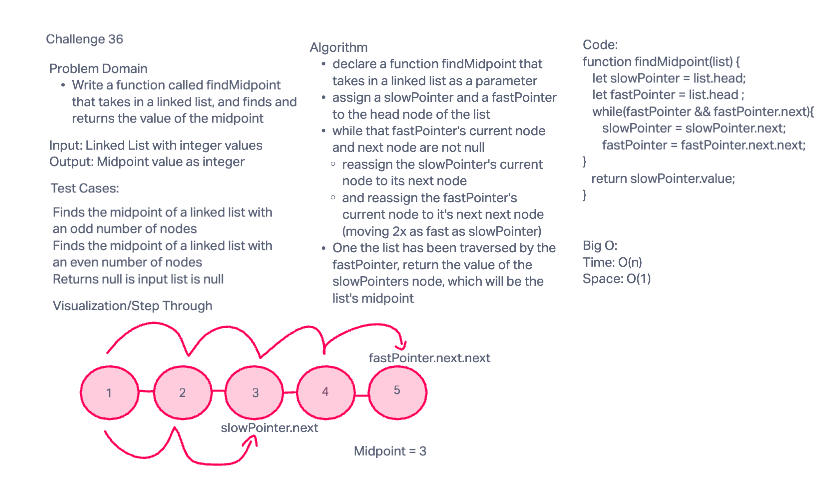 Challenge 36
Problem Domain
• Write a function called findMidpoint
that takes in a linked list, and finds and
returns the value of the midpoint
Input: Linked List with integer values
Output: Midpoint value as integer
Test Cases:
Finds the midpoint of a linked list with
an odd number of nodes
Finds the midpoint of a linked list with
an even number of nodes
Returns null is input list is null
Algorithm
• declare a function findMidpoint that
takes in a linked list as a parameter
• assign a slowPointer and a fastPointer
to the head node of the list
• while that fastPointer's current node
and next node are not null
◦ reassign the slowPointer's current
node to its next node
◦ and reassign the fastPointer's
current node to it's next next node
(moving 2x as fast as slowPointer)
• One the list has been traversed by the
fastPointer, return the value of the
slowPointers node, which will be the
list's midpoint
Code:
function findMidpoint(list) {
let slowPointer = list.head;
let fastPointer = list.head ;
while(fastPointer && fastPointer.next){
slowPointer = slowPointer.next;
fastPointer = fastPointer.next.next;
}
return slowPointer.value;
}
Big O:
Time: O(n)
Space: O(1)
Visualization/Step Through
fastPointer.next.next
1 2 3 4 5
slowPointer.next
Midpoint = 3